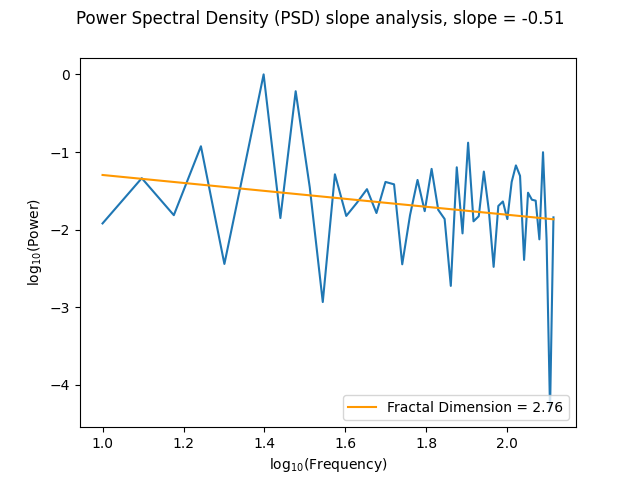 Power Spectral Density (PSD) slope analysis, slope = -0.51
0
−1
−2
−3
−4
log10(Power)
Fractal Dimension = 2.76
1.0 1.2 1.4 1.6 1.8 2.0
log10(Frequency)